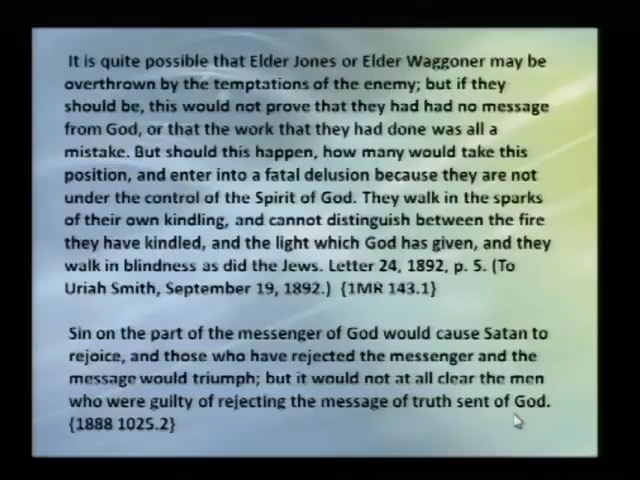 It is quite possible that Elder Jones or Elder Waggoner may be
overthrown by the temptations of the enemy; but if they
should be, this would not prove that they had had no message
from God, or that the work that they had done was all a
mistake. But should this happen, how many would take this
position, and enter into a fatal delusion because they are not
under the control of the Spirit of God. They walk in the sparks
of their own kindling, and cannot distinguish between the fire
they have kindled, and the light which God has given, and they
walk in blindness as did the Jews. Letter 24, 1892, p. 5. (To
Uriah Smith, September 19, 1892.) {1MR 143.1}
Sin on the part of the messenger of God would cause Satan to
rejoice, and those who have rejected the messenger and the
message would triumph; but it would not at all clear the men
who were guilty of rejecting the message of truth sent of God.
{1888 1025.2}